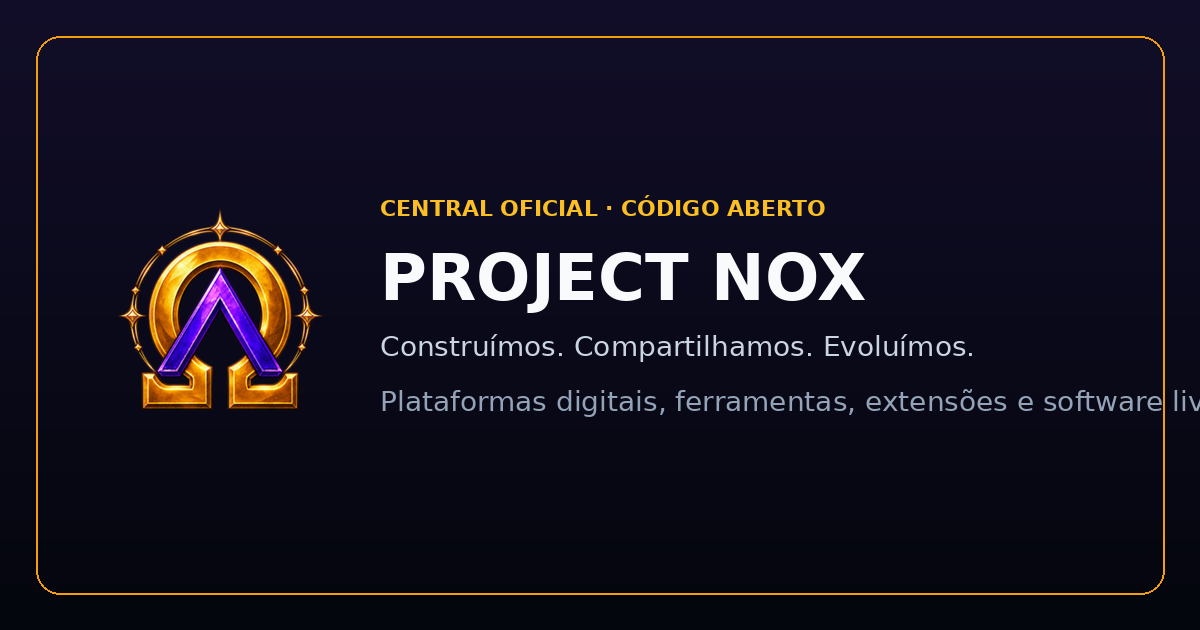 CENTRAL OFICIAL · CÓDIGO ABERTO
PROJECT NOX
Construímos. Compartilhamos. Evoluímos.
Plataformas digitais, ferramentas, extensões e software